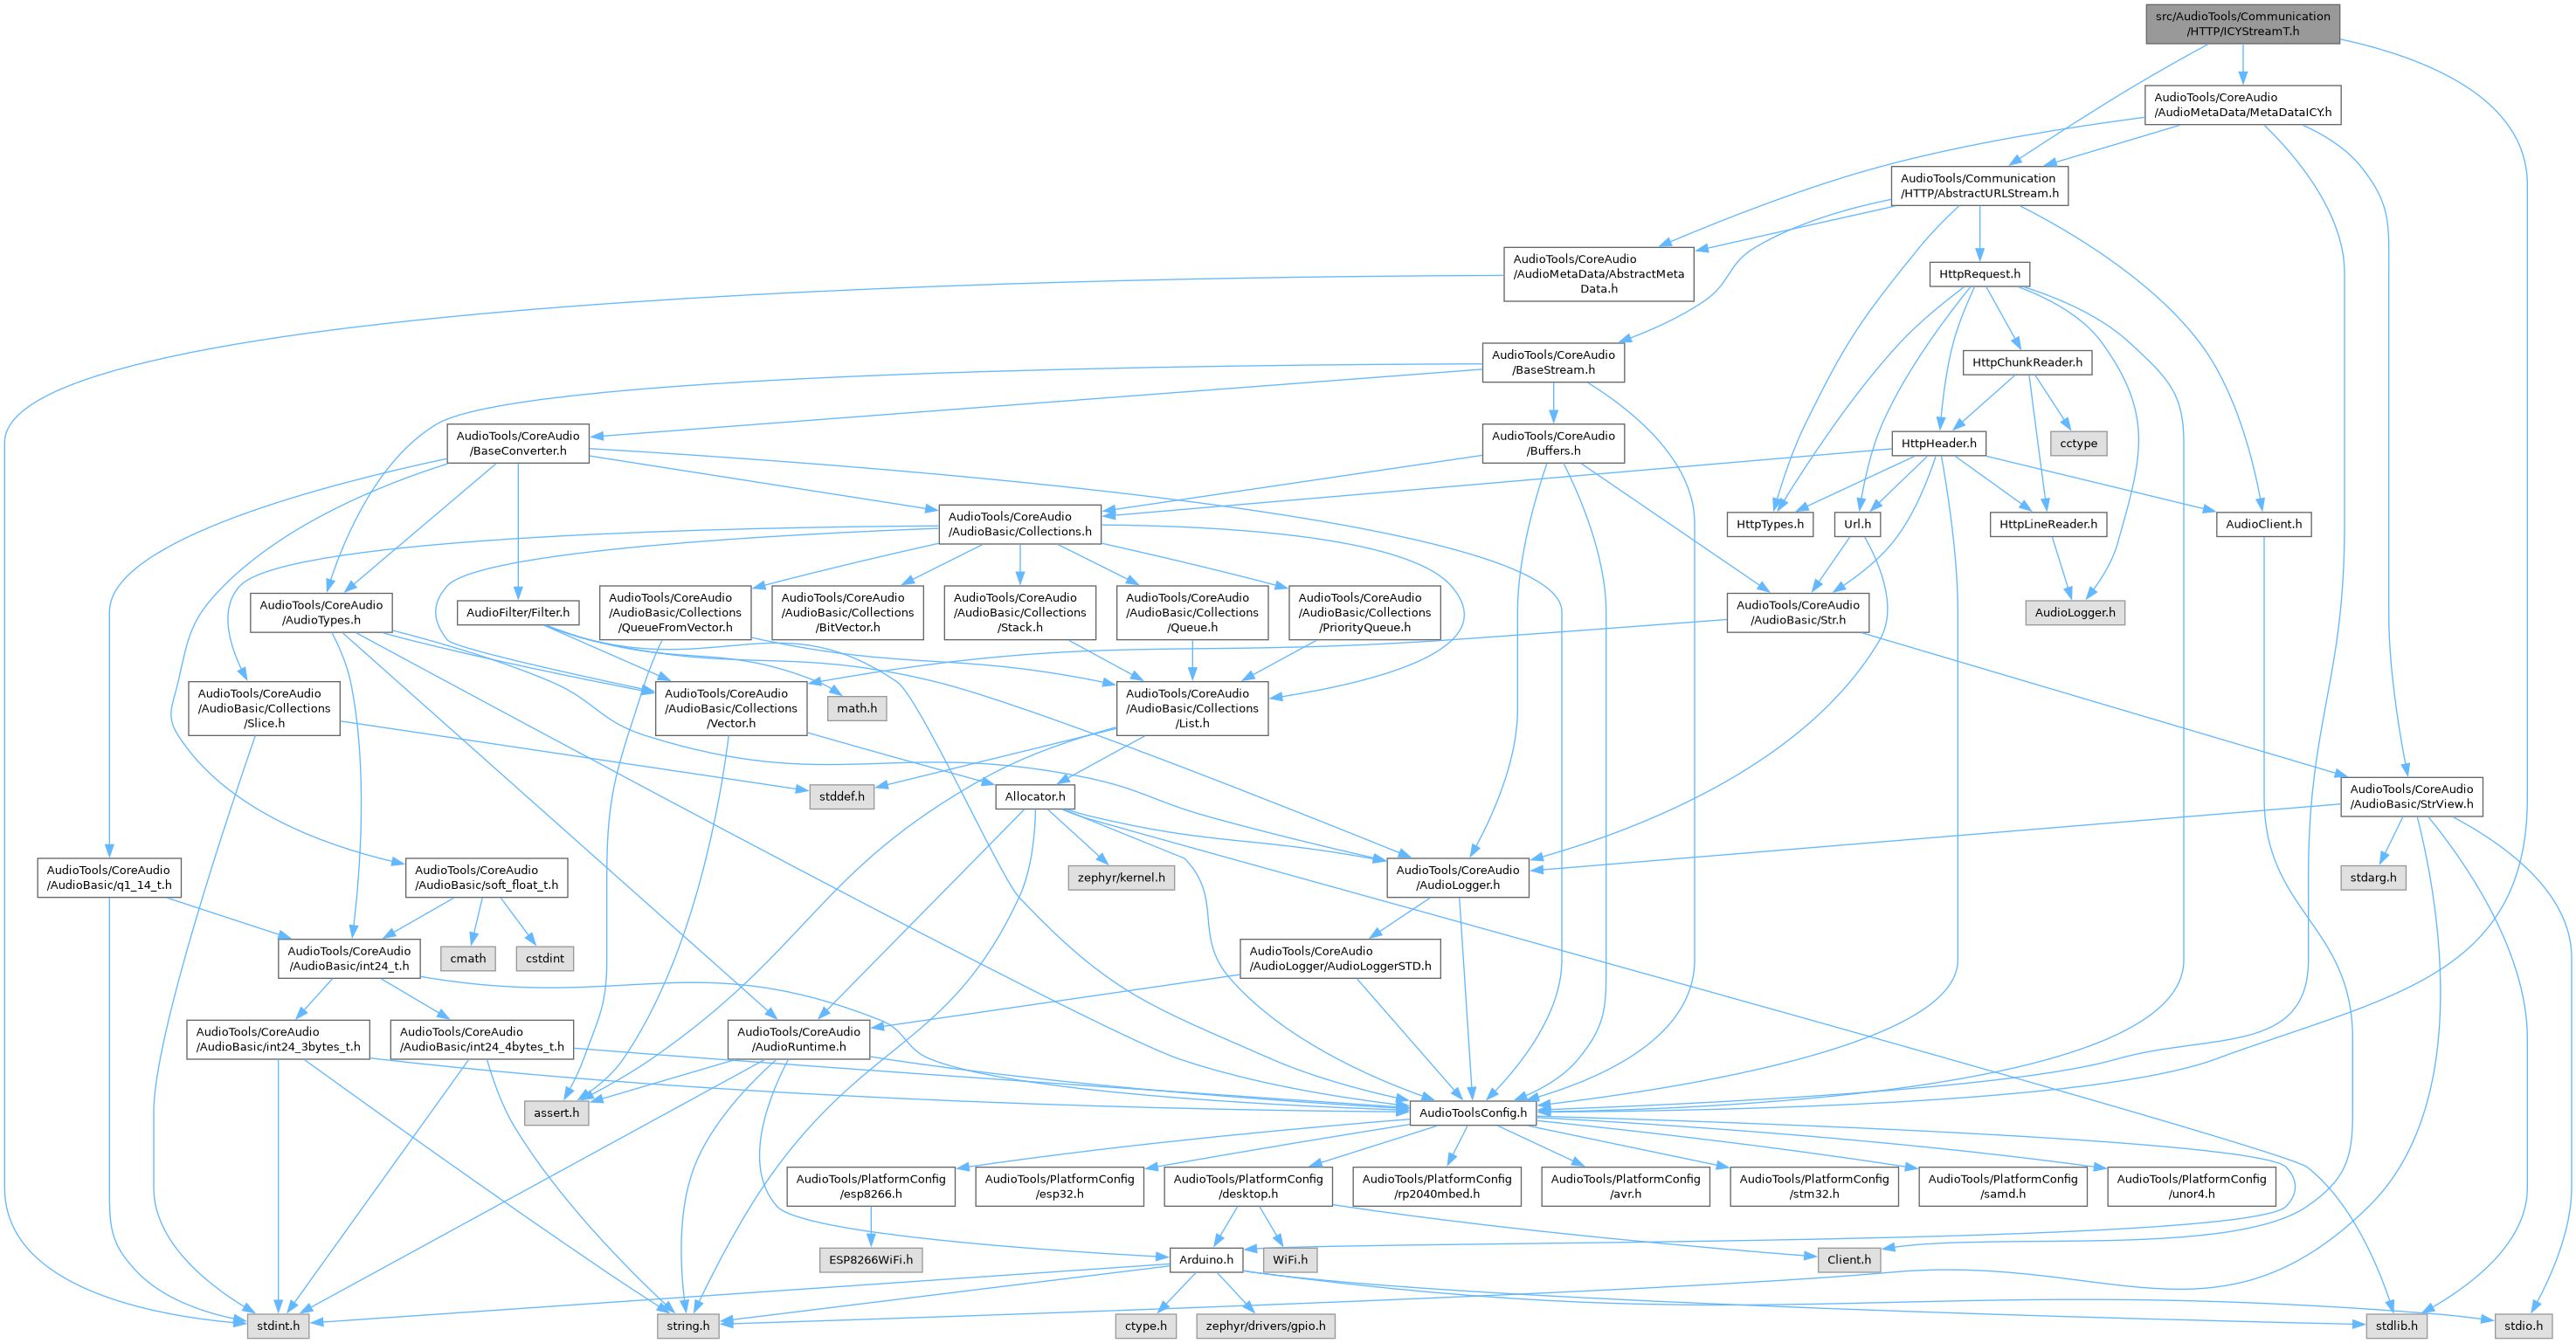 src/AudioTools/Communication
/HTTP/ICYStreamT.h
AudioTools/CoreAudio
/AudioMetaData/MetaDataICY.h
AudioTools/Communication
/HTTP/AbstractURLStream.h
AudioTools/CoreAudio
/AudioMetaData/AbstractMeta
Data.h
HttpRequest.h
AudioTools/CoreAudio
/BaseStream.h
HttpChunkReader.h
AudioTools/CoreAudio
/BaseConverter.h
AudioTools/CoreAudio
/Buffers.h
HttpHeader.h
cctype
AudioTools/CoreAudio
/AudioBasic/Collections.h
HttpTypes.h
Url.h
HttpLineReader.h
AudioClient.h
AudioTools/CoreAudio
/AudioTypes.h
AudioFilter/Filter.h
AudioTools/CoreAudio
/AudioBasic/Collections
/QueueFromVector.h
AudioTools/CoreAudio
/AudioBasic/Collections
/BitVector.h
AudioTools/CoreAudio
/AudioBasic/Collections
/Stack.h
AudioTools/CoreAudio
/AudioBasic/Collections
/Queue.h
AudioTools/CoreAudio
/AudioBasic/Collections
/PriorityQueue.h
AudioTools/CoreAudio
/AudioBasic/Str.h
AudioLogger.h
AudioTools/CoreAudio
/AudioBasic/Collections
/Slice.h
AudioTools/CoreAudio
/AudioBasic/Collections
/Vector.h
math.h
AudioTools/CoreAudio
/AudioBasic/Collections
/List.h
stddef.h
Allocator.h
AudioTools/CoreAudio
/AudioBasic/StrView.h
AudioTools/CoreAudio
/AudioBasic/q1_14_t.h
AudioTools/CoreAudio
/AudioBasic/soft_float_t.h
zephyr/kernel.h
AudioTools/CoreAudio
/AudioLogger.h
stdarg.h
AudioTools/CoreAudio
/AudioBasic/int24_t.h
cmath
cstdint
AudioTools/CoreAudio
/AudioLogger/AudioLoggerSTD.h
AudioTools/CoreAudio
/AudioBasic/int24_3bytes_t.h
AudioTools/CoreAudio
/AudioBasic/int24_4bytes_t.h
AudioTools/CoreAudio
/AudioRuntime.h
assert.h
AudioToolsConfig.h
AudioTools/PlatformConfig
/esp8266.h
AudioTools/PlatformConfig
/esp32.h
AudioTools/PlatformConfig
/desktop.h
AudioTools/PlatformConfig
/rp2040mbed.h
AudioTools/PlatformConfig
/avr.h
AudioTools/PlatformConfig
/stm32.h
AudioTools/PlatformConfig
/samd.h
AudioTools/PlatformConfig
/unor4.h
ESP8266WiFi.h
Arduino.h
WiFi.h
Client.h
stdint.h
string.h
ctype.h
zephyr/drivers/gpio.h
stdlib.h
stdio.h